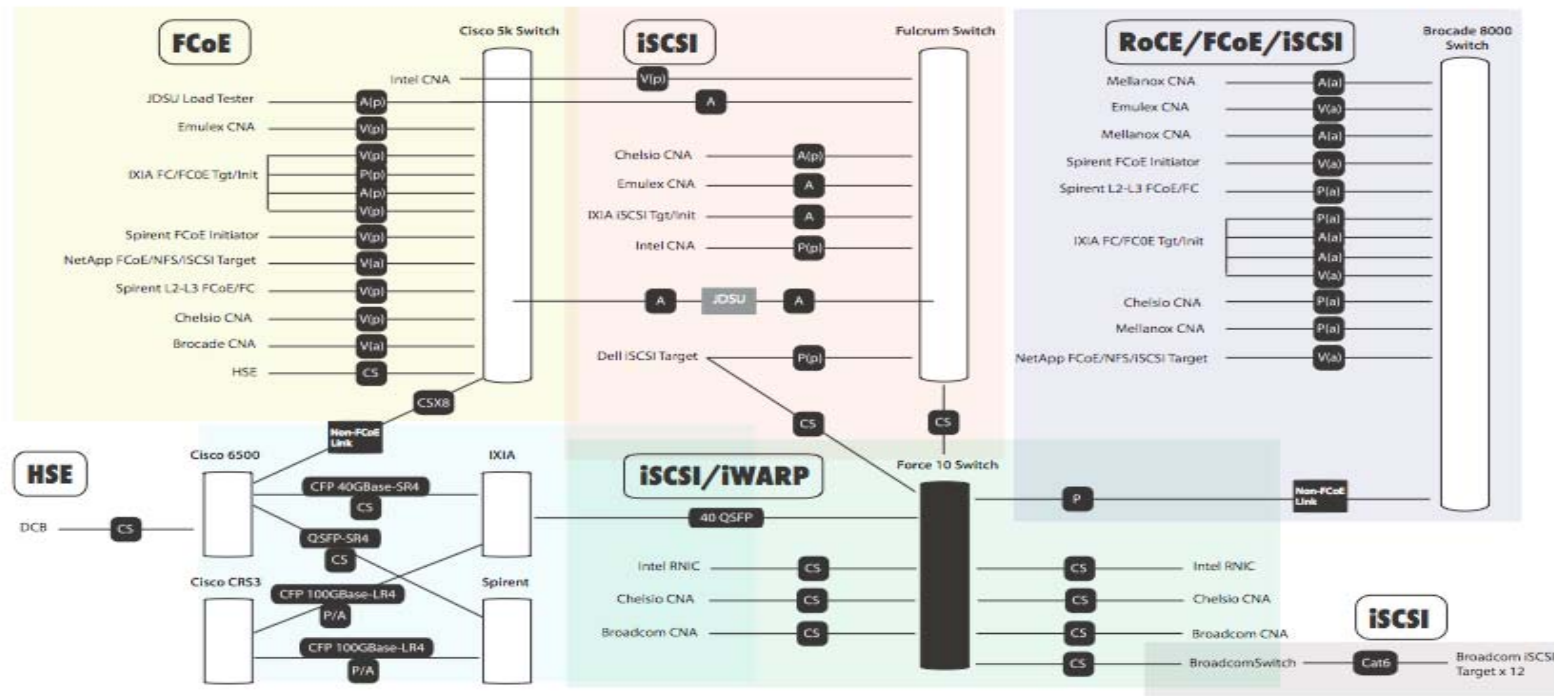 FCoE
Cisco 5k Switch
Intel CNA
JDSU Load Tester
A(p)
Emulex CNA
V(p)
IXIA FC/FC0E Tgt/Init
V(p)
P(p)
A(p)
V(p)
Spirent FCoE Initiator
V(p)
NetApp FCoE/NFS/iSCSI Target
V(a)
Spirent L2-L3 FCoE/FC
V(p)
Chelsio CNA
V(p)
Brocade CNA
V(a)
HSE
CS
CSX8
Non-FCoE
Link
iSCSI
Fulcrum Switch
V(p)
A
Chelsio CNA
A(p)
Emulex CNA
A
IXIA iSCSI Tgt/Init
A
Intel CNA
P(p)
A
JDSU
A
Dell iSCSI Target
P(p)
CS
CS
RoCE/FCoE/iSCSI
Brocade 8000
Switch
Mellanox CNA
A(a)
Emulex CNA
V(a)
Mellanox CNA
A(a)
Spirent FCoE Initiator
V(a)
Spirent L2-L3 FCoE/FC
P(a)
IXIA FC/FC0E Tgt/Init
P(a)
A(a)
A(a)
V(a)
Chelsio CNA
P(a)
Mellanox CNA
P(a)
NetApp FCoE/NFS/iSCSI Target
V(a)
HSE
Cisco 6500
IXIA
DCB
CS
CFP 40GBase-SR4
CS
QSFP-SR4
CS
Cisco CRS3
Spirent
CFP 100GBase-LR4
P/A
CFP 100GBase-LR4
P/A
iSCSI/iWARP
Force 10 Switch
40 QSFP
P
Non-FCoE
Link
Intel RNIC
CS
CS
Intel RNIC
Chelsio CNA
CS
CS
Chelsio CNA
Broadcom CNA
CS
CS
Broadcom CNA
CS
BroadcomSwitch
iSCSI
Cat6
Broadcom iSCSI
Target x 12